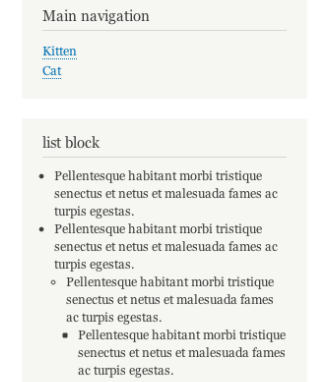 Main navigation
Kitten
Cat
list block
Pellentesque habitant morbi tristique
senectus et netus et malesuada fames ac
turpis egestas.
Pellentesque habitant morbi tristique
senectus et netus et malesuada fames ac
turpis egestas.
Pellentesque habitant morbi tristique
senectus et netus et malesuada fames
ac turpis egestas.
Pellentesque habitant morbi tristique
senectus et netus et malesuada fames
ac turpis egestas.